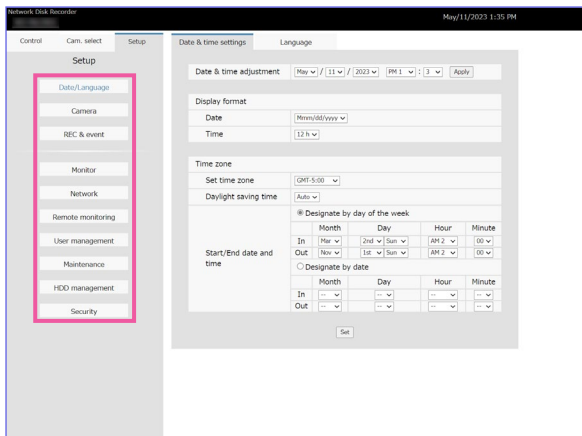 Network Disk Recorder
May/11/2023 1:35 PM
Control Cam. select Setup
Date & time settings Language
Setup
Date/Language
Camera
REC & event
Monitor
Network
Remote monitoring
User management
Maintenance
HDD management
Security
Date & time adjustment May / 11 / 2023 PM 1 : 3 Apply
Display format
Date Mmm/dd/yyyy
Time 12 h
Time zone
Set time zone GMT-5:00
Daylight saving time Auto
Start/End date and time
Designate by day of the week
Month Day Hour Minute
In Mar 2nd Sun AM 2 00
Out Nov 1st Sun AM 2 00
Designate by date
Month Day Hour Minute
In -- -- -- --
Out -- -- -- --
Set